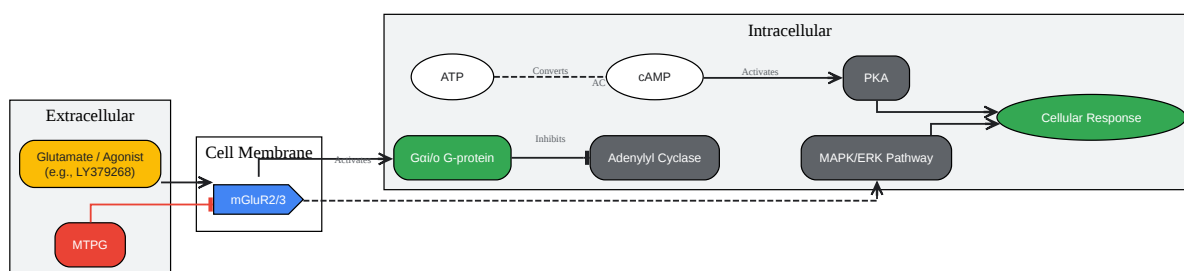 Intracellular
ATP
Converts
AC
cAMP
Activates
PKA
Cellular Response
Extracellular
Glutamate / Agonist
(e.g., LY379268)
MTPG
Cell Membrane
mGluR2/3
Activates
Gαi/o G-protein
Inhibits
Adenylyl Cyclase
MAPK/ERK Pathway